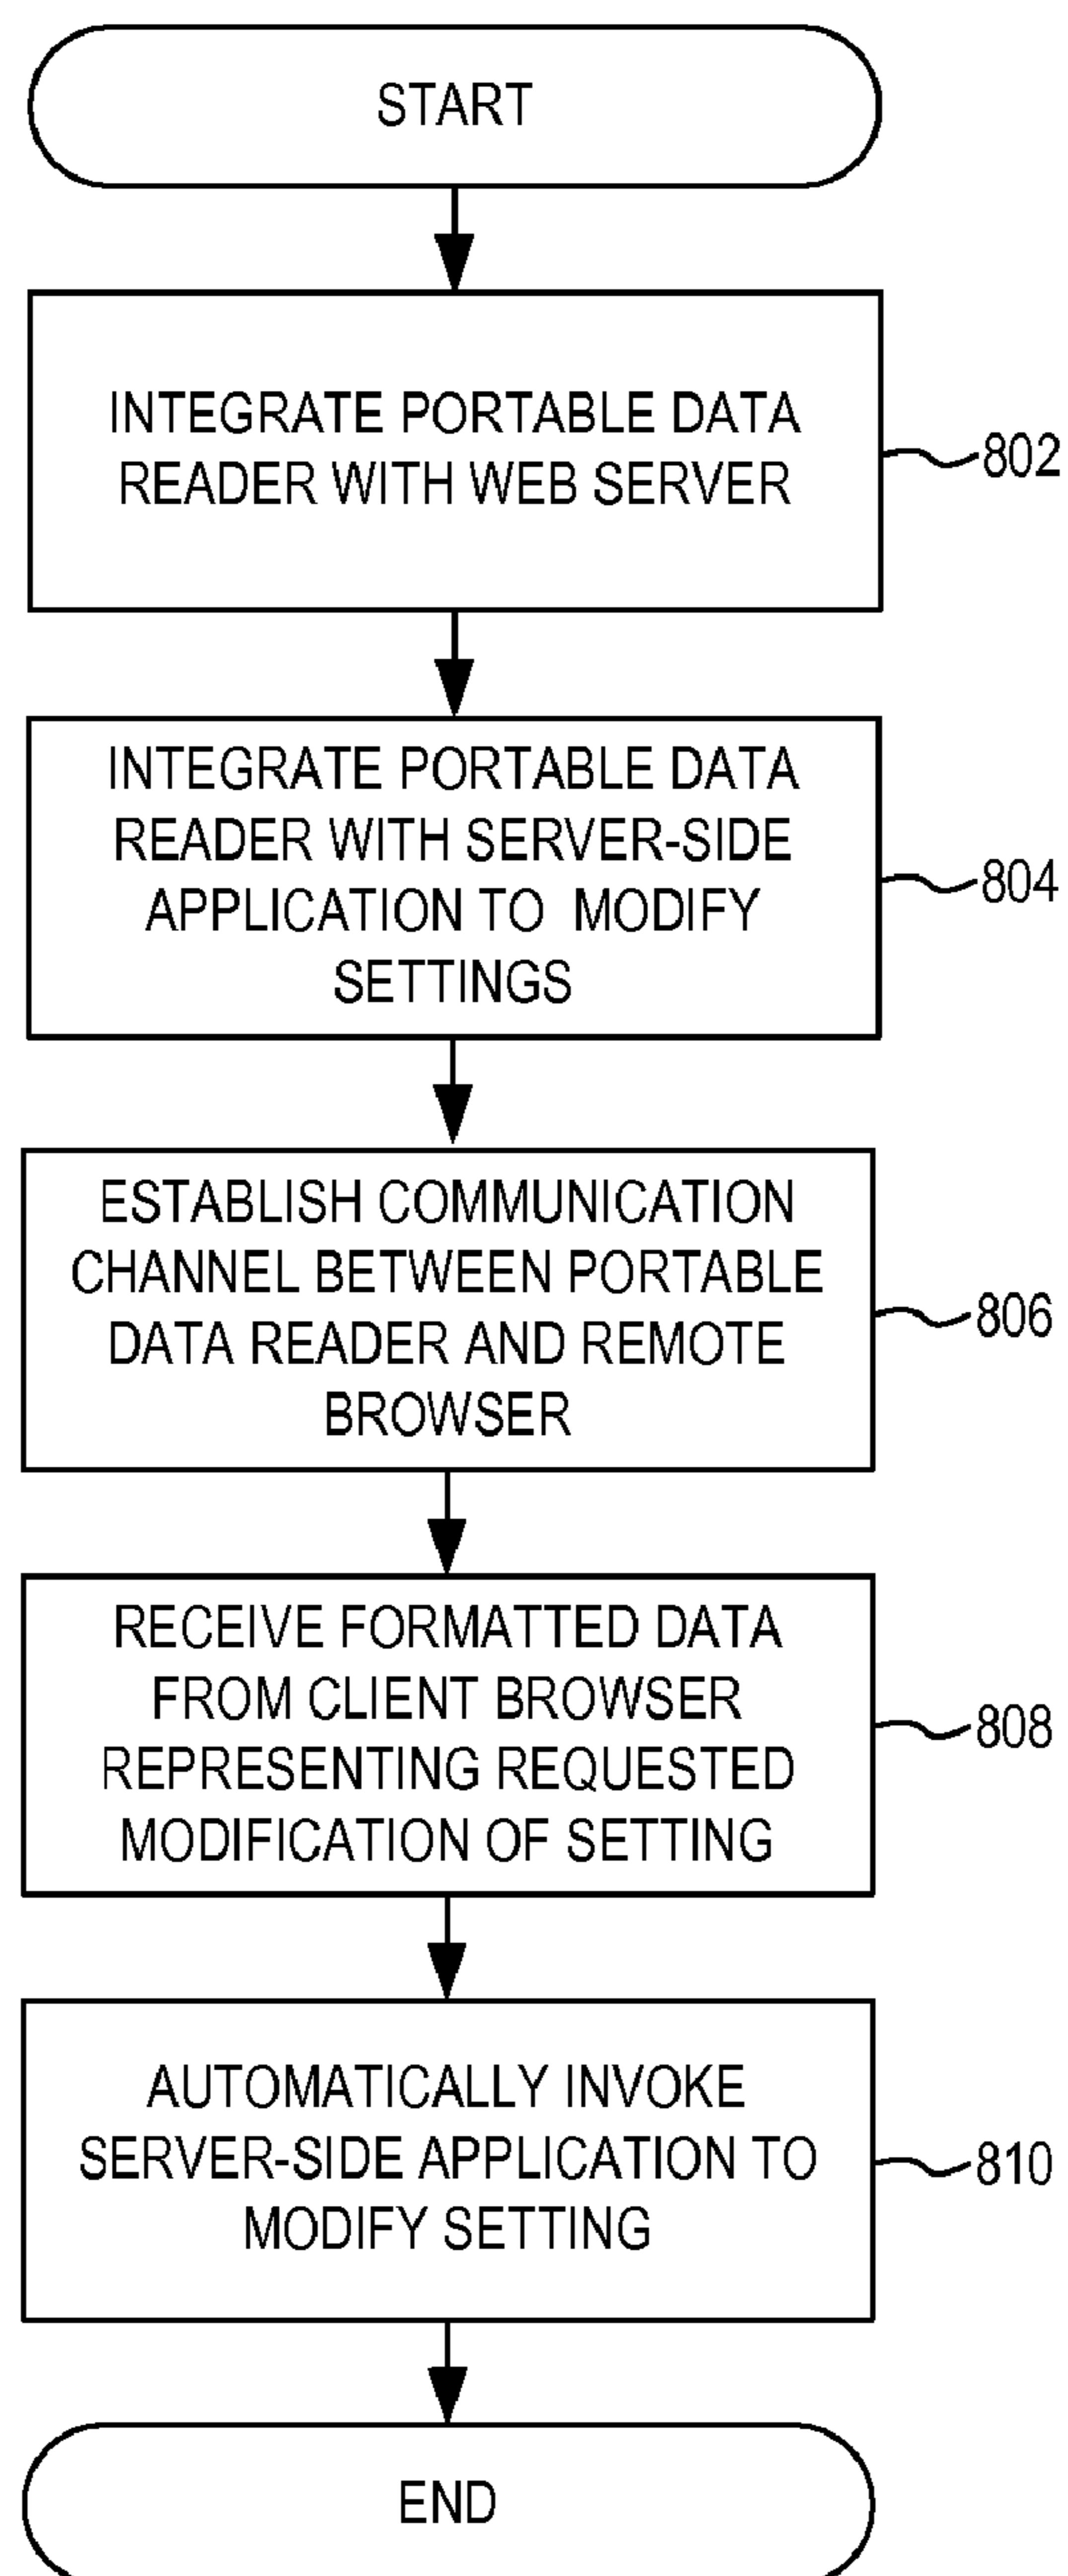 START
INTEGRATE PORTABLE DATA
READER WITH WEB SERVER
802
INTEGRATE PORTABLE DATA
READER WITH SERVER-SIDE
APPLICATION TO MODIFY
SETTINGS
804
ESTABLISH COMMUNICATION
CHANNEL BETWEEN PORTABLE
DATA READER AND REMOTE
BROWSER
806
RECEIVE FORMATTED DATA
FROM CLIENT BROWSER
REPRESENTING REQUESTED
MODIFICATION OF SETTING
808
AUTOMATICALLY INVOKE
SERVER-SIDE APPLICATION TO
MODIFY SETTING
810
END